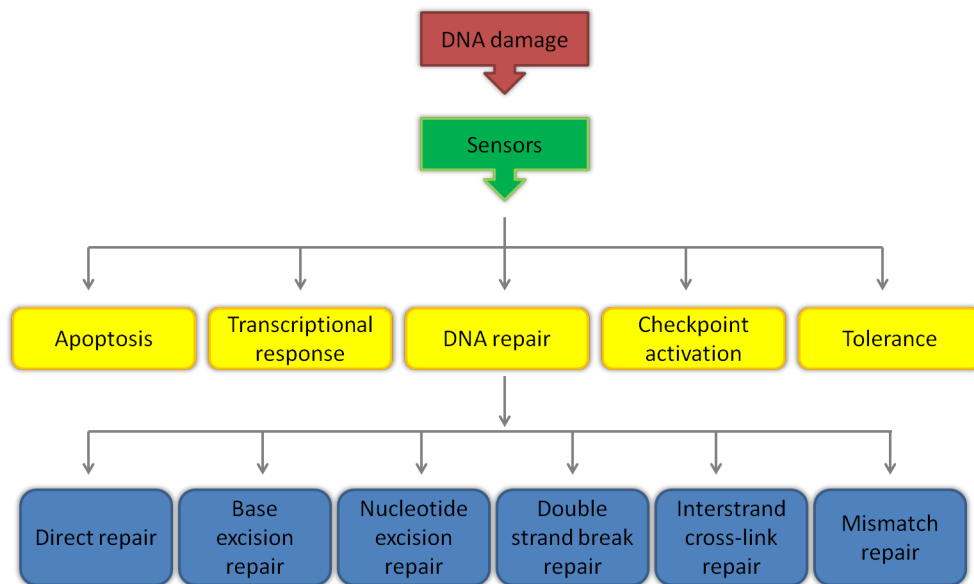 DNA damage
Sensors
Apoptosis
Transcriptional
response
DNA repair
Checkpoint
activation
Tolerance
Direct repair
Base
excision
repair
Nucleotide
excision
repair
Double
strand break
repair
Interstrand
cross-link
repair
Mismatch
repair